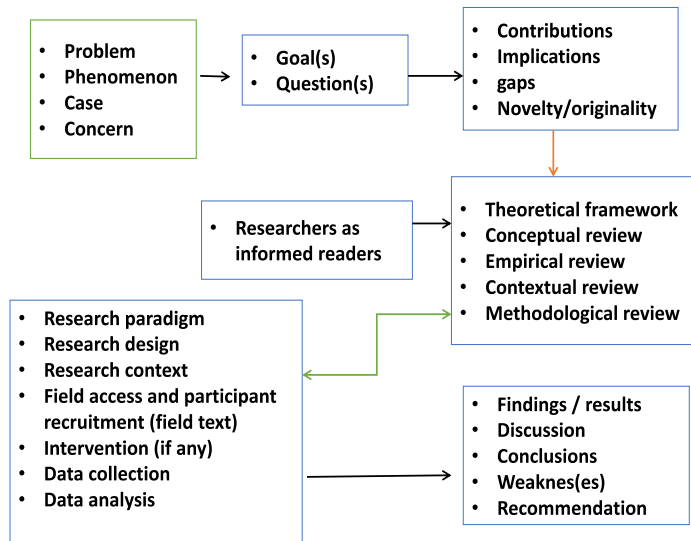 • Problem
• Phenomenon
• Case
• Concern
• Goal(s)
• Question(s)
• Contributions
• Implications
• gaps
• Novelty/originality
• Researchers as
informed readers
• Theoretical framework
• Conceptual review
• Empirical review
• Contextual review
• Methodological review
• Research paradigm
• Research design
• Research context
• Field access and participant
recruitment (field text)
• Intervention (if any)
• Data collection
• Data analysis
• Findings / results
• Discussion
• Conclusions
• Weaknes(es)
• Recommendation